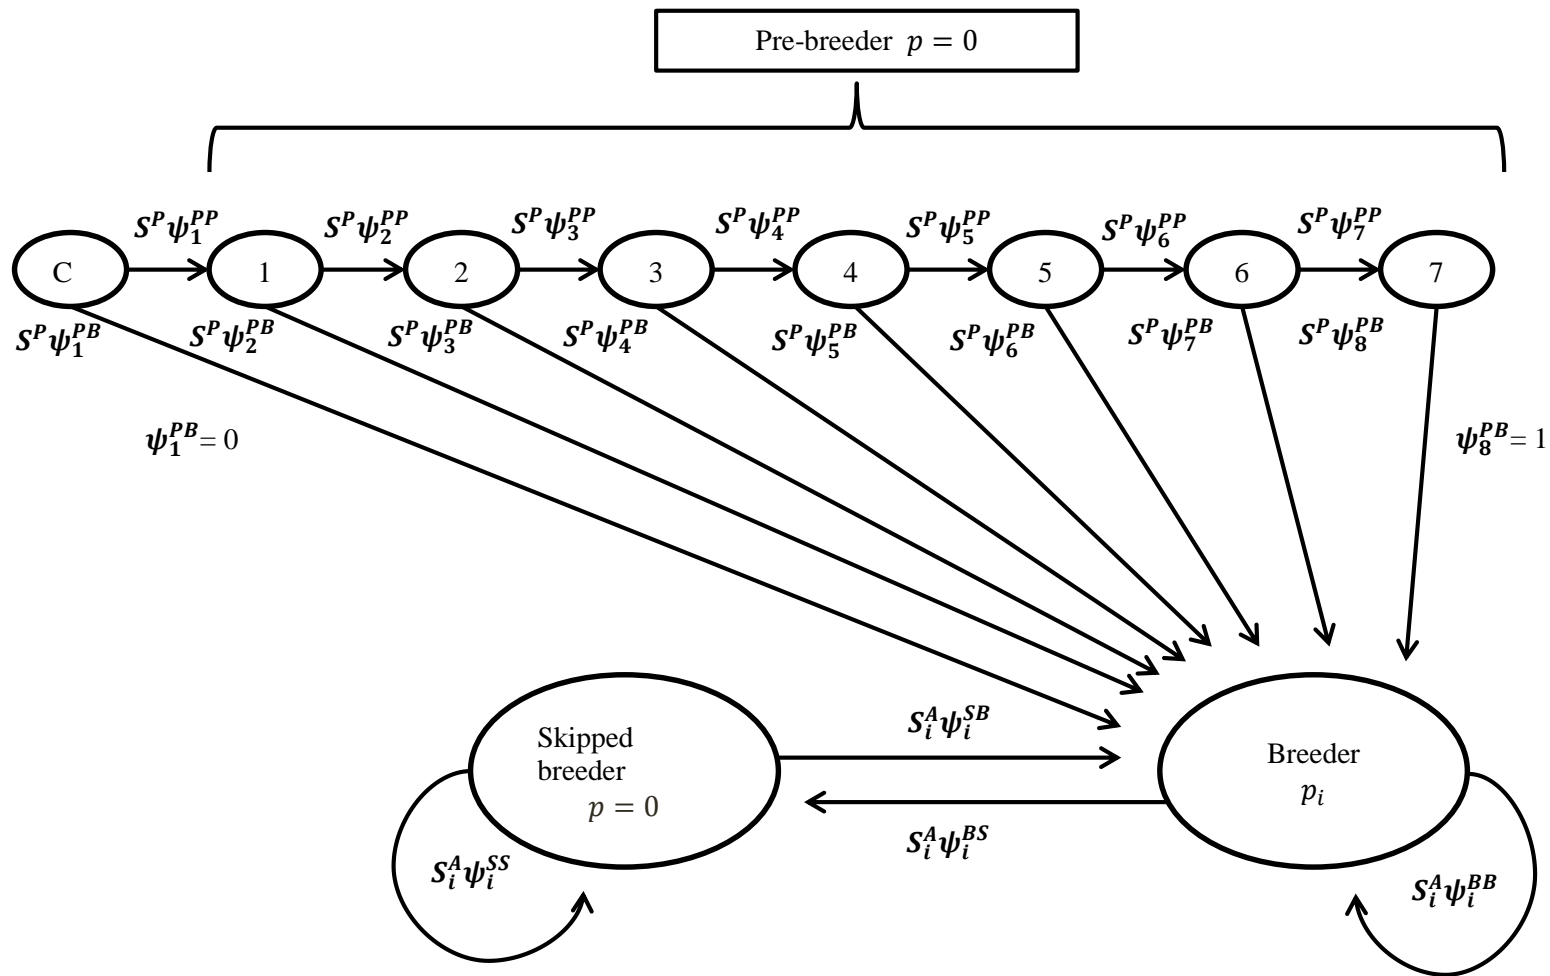 Pre-breeder p = 0
S^P ψ_1^{PP} S^P ψ_2^{PP} S^P ψ_3^{PP} S^P ψ_4^{PP} S^P ψ_5^{PP} S^P ψ_6^{PP} S^P ψ_7^{PP}
C 1 2 3 4 5 6 7
S^P ψ_1^{PB} S^P ψ_2^{PB} S^P ψ_3^{PB} S^P ψ_4^{PB} S^P ψ_5^{PB} S^P ψ_6^{PB} S^P ψ_7^{PB} S^P ψ_8^{PB}
ψ_1^{PB} = 0 ψ_8^{PB} = 1
S_i^A ψ_i^{SB}
Skipped
breeder
p = 0
Breeder
p_i
S_i^A ψ_i^{BS}
S_i^A ψ_i^{SS}
S_i^A ψ_i^{BB}